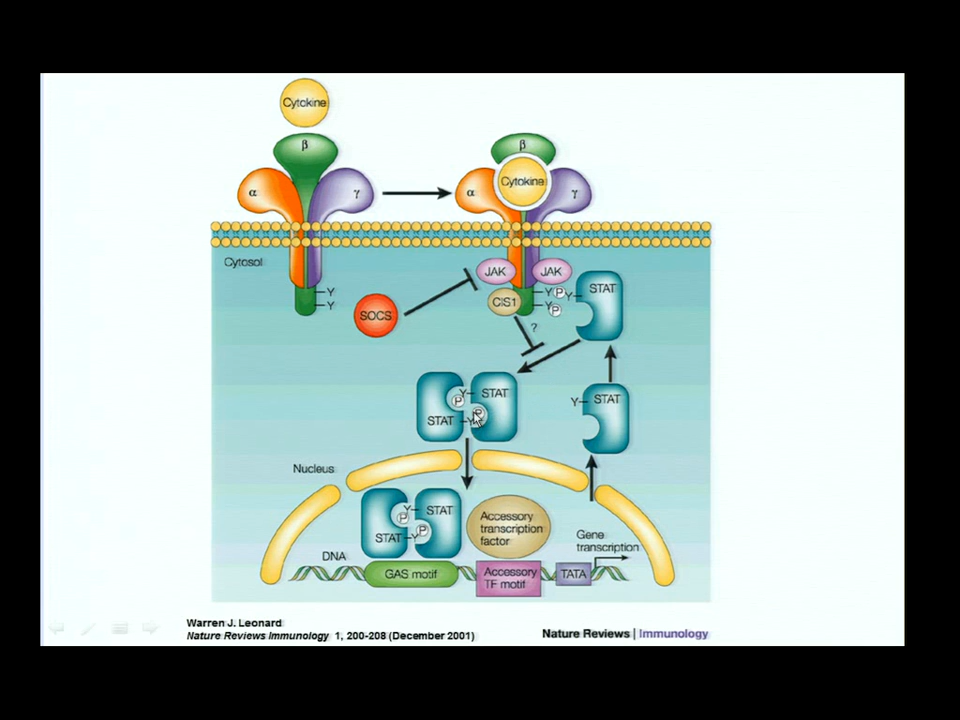 Cytokine
β
α
γ
β
Cytokine
α
γ
Cytosol
Y
Y
SOCS
JAK
JAK
CIS1
Y
P
Y
P
Y
STAT
?
Y
STAT
P
STAT
P
Y
Y
STAT
Nucleus
Y
STAT
P
P
STAT
Y
Accessory
transcription
factor
Gene
transcription
DNA
GAS motif
Accessory
TF motif
TATA
Warren J. Leonard
Nature Reviews Immunology 1, 200-208 (December 2001)
Nature Reviews | Immunology